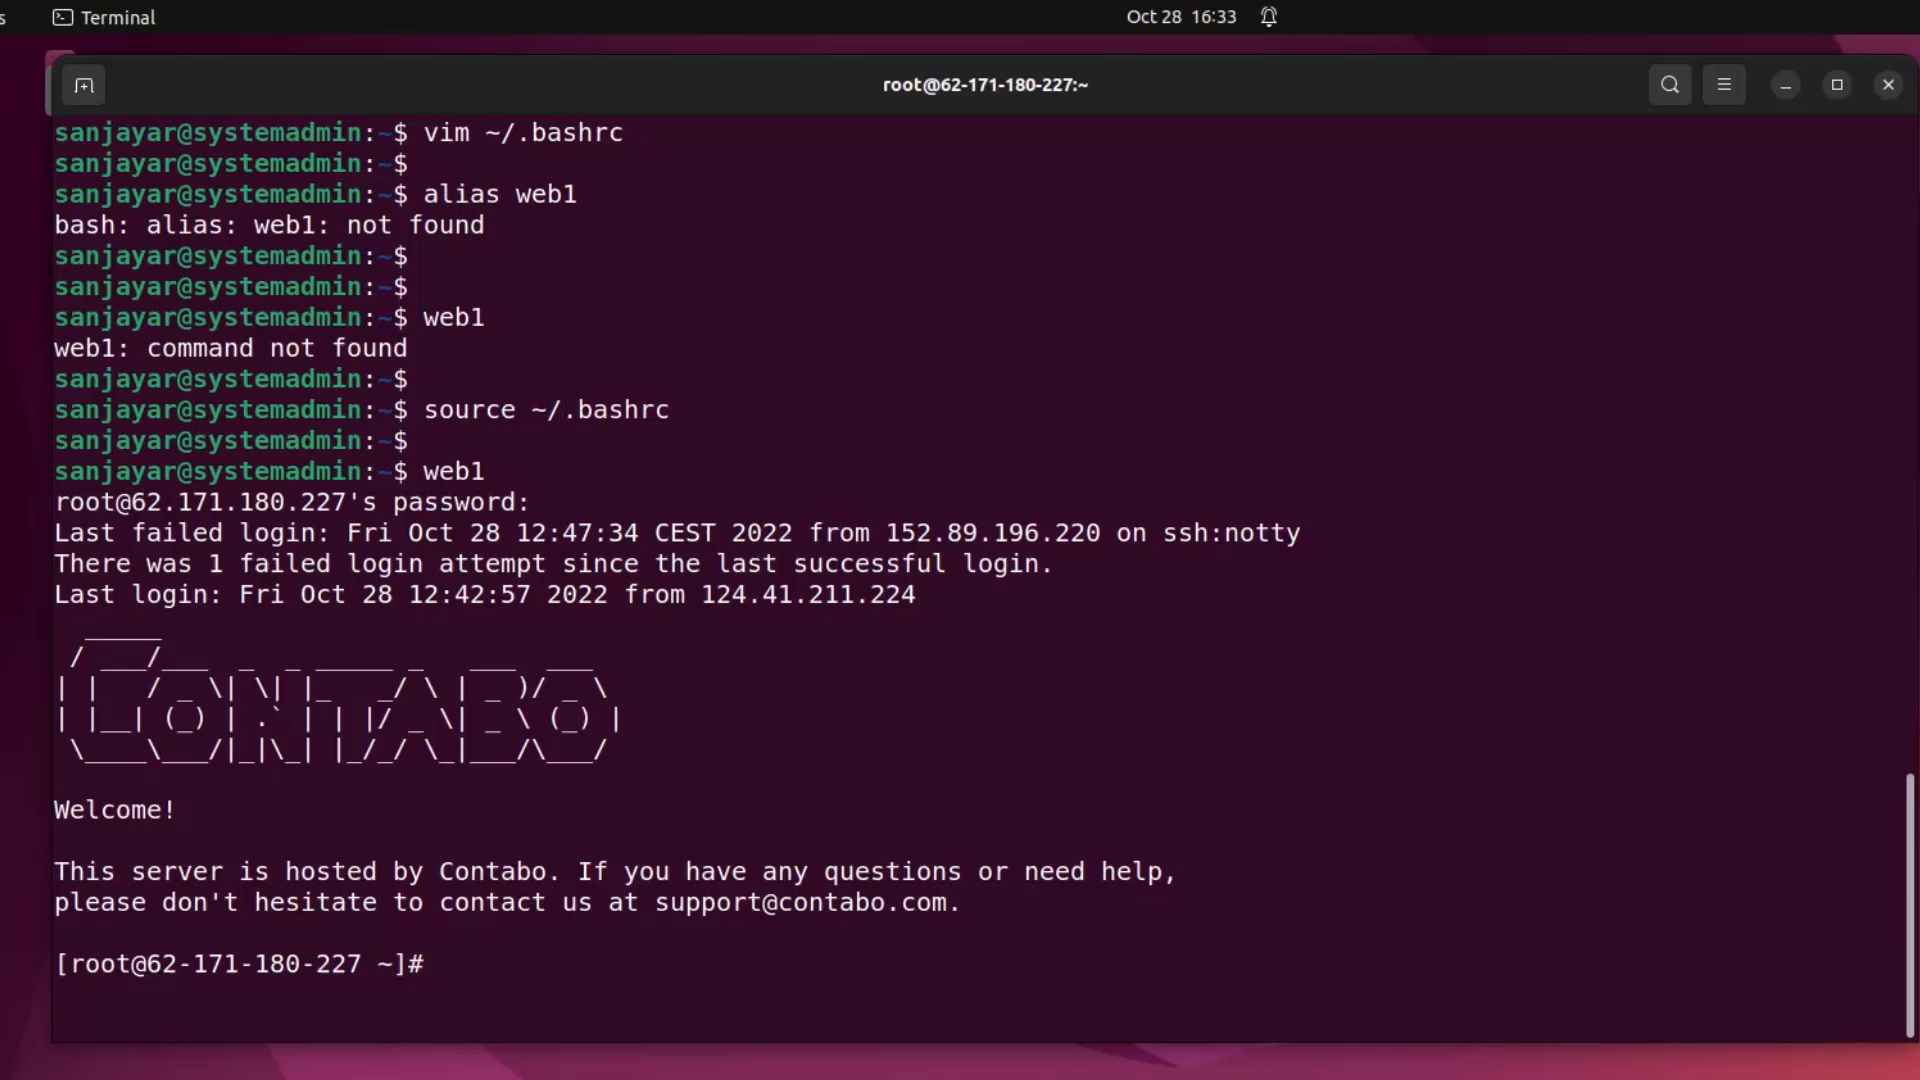 s
Terminal
Oct 28 16:33
root@62-171-180-227:~
sanjayar@systemadmin:~$ vim ~/.bashrc
sanjayar@systemadmin:~$
sanjayar@systemadmin:~$ alias web1
bash: alias: web1: not found
sanjayar@systemadmin:~$
sanjayar@systemadmin:~$
sanjayar@systemadmin:~$ web1
web1: command not found
sanjayar@systemadmin:~$
sanjayar@systemadmin:~$ source ~/.bashrc
sanjayar@systemadmin:~$
sanjayar@systemadmin:~$ web1
root@62.171.180.227's password:
Last failed login: Fri Oct 28 12:47:34 CEST 2022 from 152.89.196.220 on ssh:notty
There was 1 failed login attempt since the last successful login.
Last login: Fri Oct 28 12:42:57 2022 from 124.41.211.224
CONTABO
Welcome!
This server is hosted by Contabo. If you have any questions or need help,
please don't hesitate to contact us at support@contabo.com.
[root@62-171-180-227 ~]#